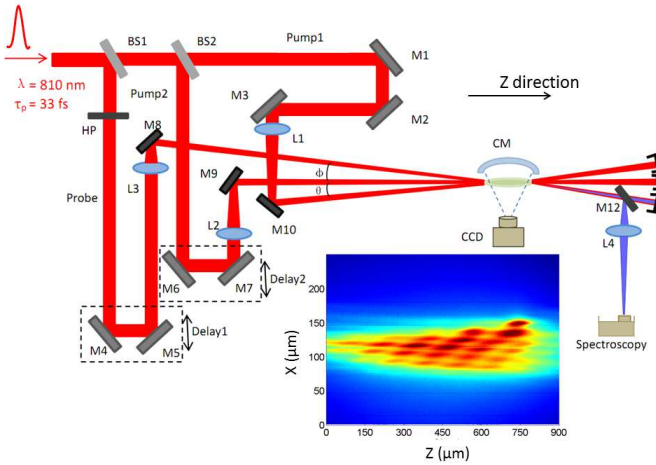 BS1
BS2
Pump1
M1
λ = 810 nm
τp = 33 fs
Pump2
M3
Z direction
HP
M8
L1
M2
CM
L3
M9
ϕ
θ
Probe
M10
M12
L2
CCD
L4
M6
M7
Delay2
M4
M5
Delay1
Spectroscopy
X (μm)
200
150
100
50
0
0
150
300
450
600
750
900
Z (μm)